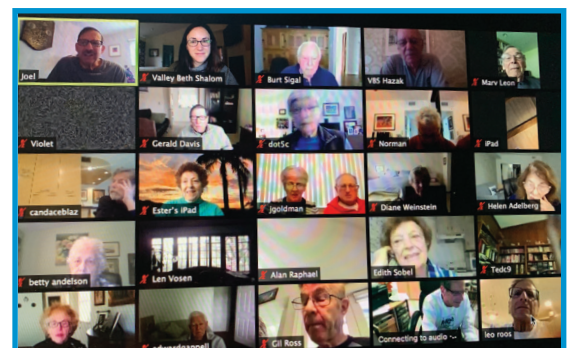 Joel
Valley Beth Shalom
Burt Sigal
VBS Hazak
Marv Leon
Violet
Gerald Davis
dot5c
Norman
iPad
candaceblaz
Ester's iPad
jgoldman
Diane Weinstein
Helen Adelberg
betty andelson
Len Vosen
Alan Raphael
Edith Sobel
Tedc9
Gil Ross
Connecting to audio
leo roos